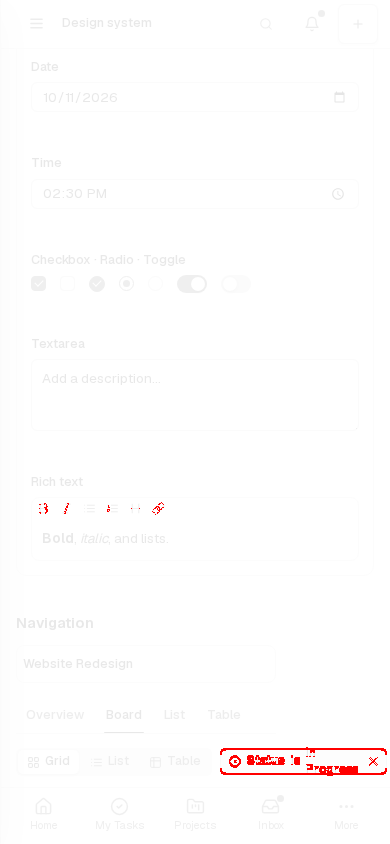 Design system
Date
10/11/2026
Time
02:30 PM
Checkbox · Radio · Toggle
Textarea
Add a description...
Rich text
B I
Bold, italic, and lists.
Navigation
Website Redesign
Overview Board List Table
Grid List Table Status is In Progress
Home My Tasks Projects Inbox More